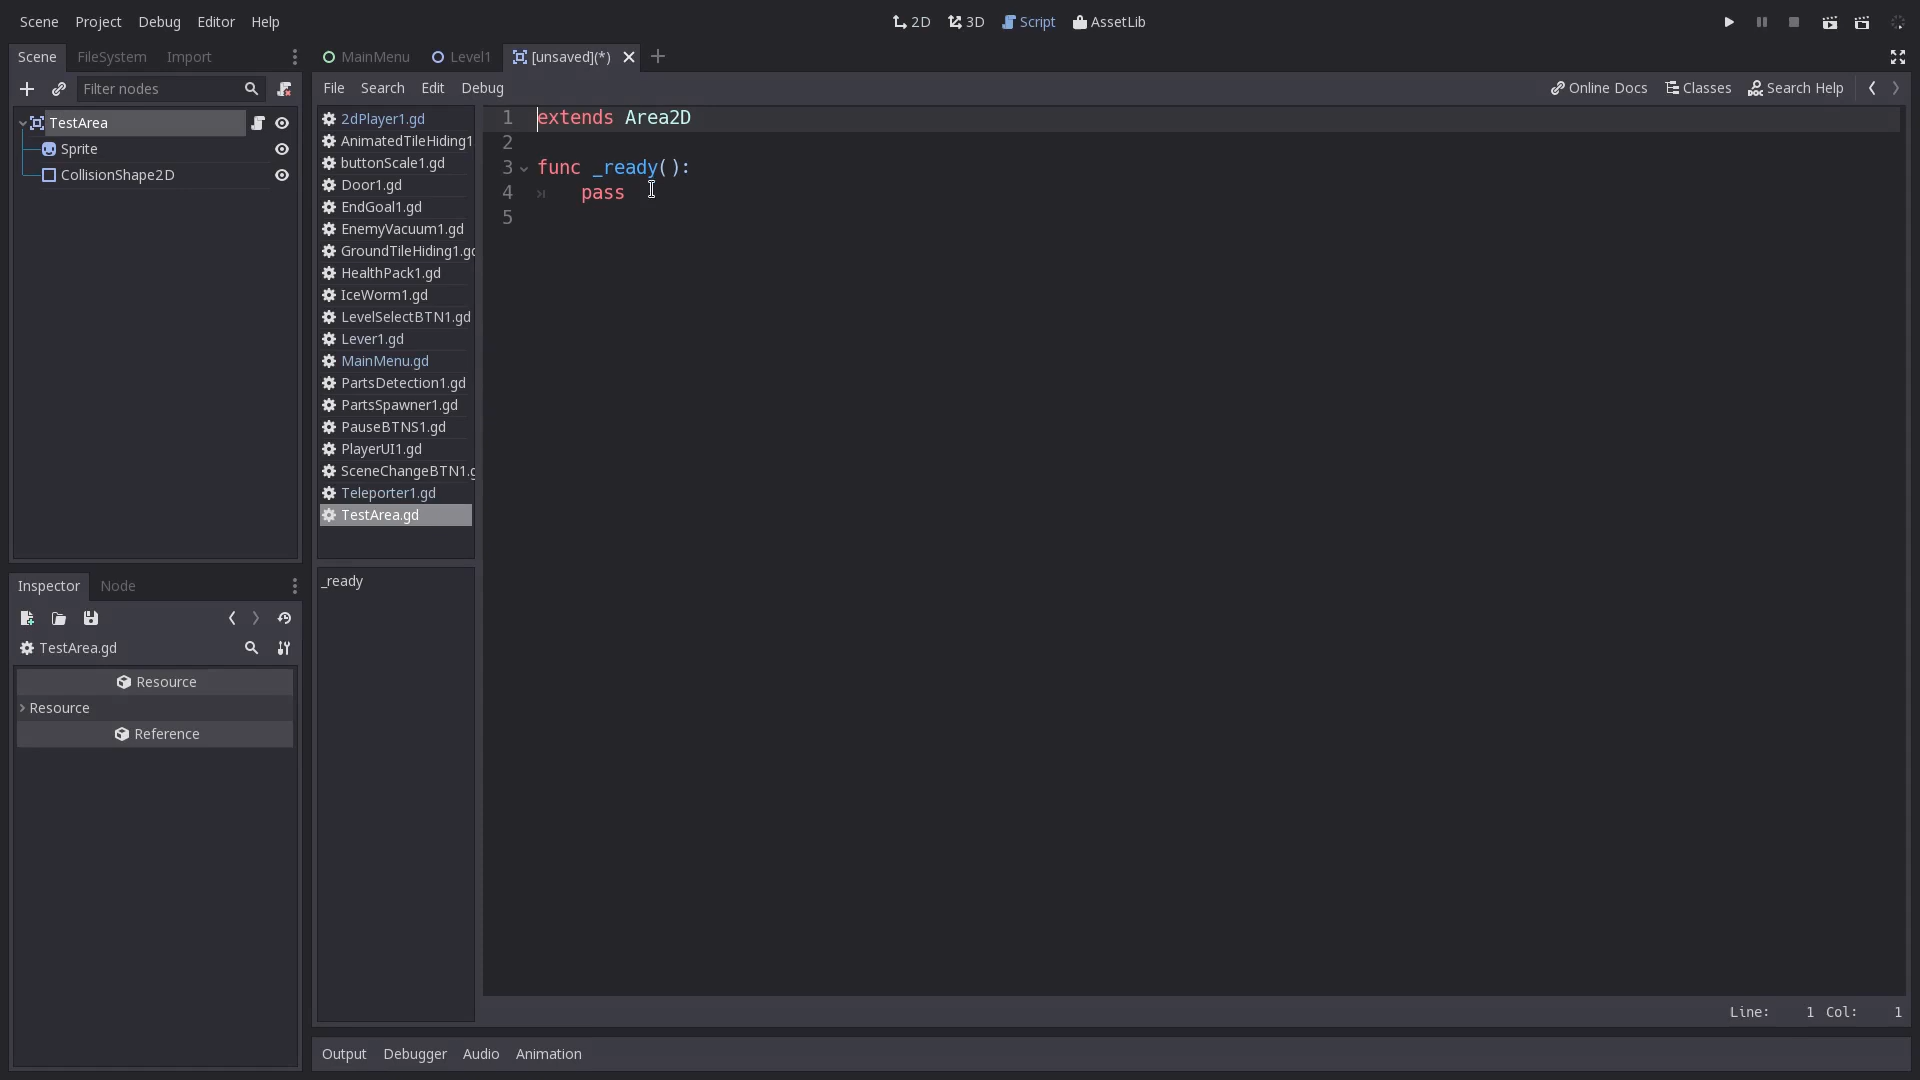 Scene Project Debug Editor Help
2D 3D Script AssetLib
Scene FileSystem Import
MainMenu Level1 [unsaved](*)
Filter nodes
File Search Edit Debug
Online Docs Classes Search Help
TestArea
Sprite
CollisionShape2D
2dPlayer1.gd
AnimatedTileHiding1
buttonScale1.gd
Door1.gd
EndGoal1.gd
EnemyVacuum1.gd
GroundTileHiding1.gd
HealthPack1.gd
IceWorm1.gd
LevelSelectBTN1.gd
Lever1.gd
MainMenu.gd
PartsDetection1.gd
PartsSpawner1.gd
PauseBTNS1.gd
PlayerUI1.gd
SceneChangeBTN1.g
Teleporter1.gd
TestArea.gd
_ready
1 extends Area2D
2
3 func _ready():
4 pass
5
Inspector Node
TestArea.gd
Resource
Resource
Reference
Line: 1 Col: 1
Output Debugger Audio Animation